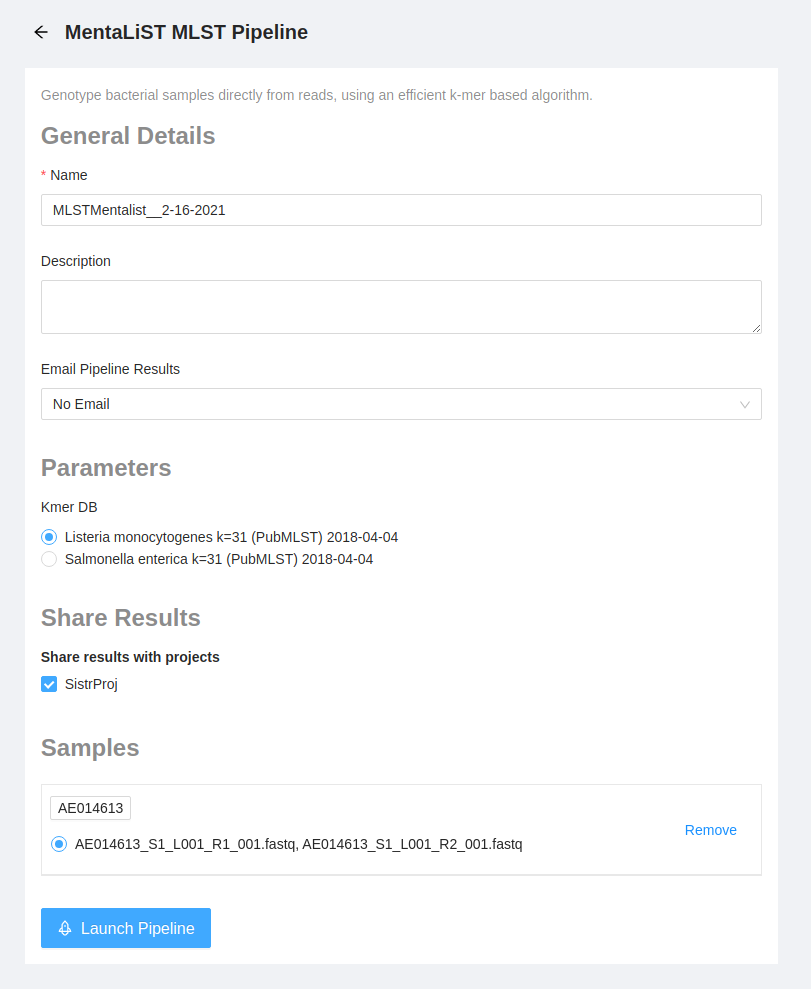 MentaLiST MLST Pipeline
Genotype bacterial samples directly from reads, using an efficient k-mer based algorithm.
General Details
* Name
MLSTMentalist__2-16-2021
Description
Email Pipeline Results
No Email
Parameters
Kmer DB
Listeria monocytogenes k=31 (PubMLST) 2018-04-04
Salmonella enterica k=31 (PubMLST) 2018-04-04
Share Results
Share results with projects
SistrProj
Samples
AE014613
Remove
AE014613_S1_L001_R1_001.fastq, AE014613_S1_L001_R2_001.fastq
Launch Pipeline